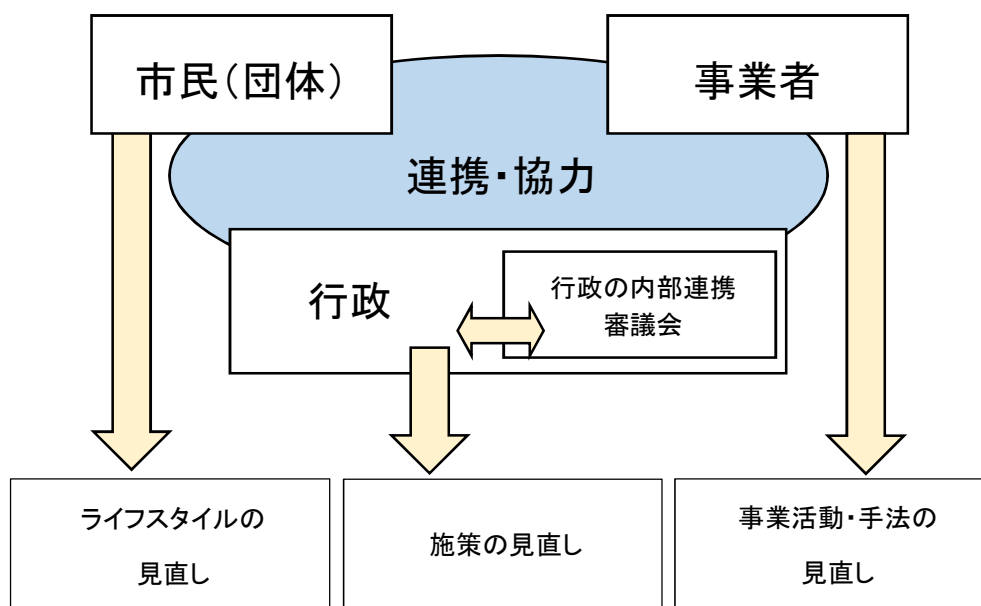 市民(団体)
事業者
連携・協力
行政
行政の内部連携
審議会
ライフスタイルの
見直し
施策の見直し
事業活動・手法の
見直し